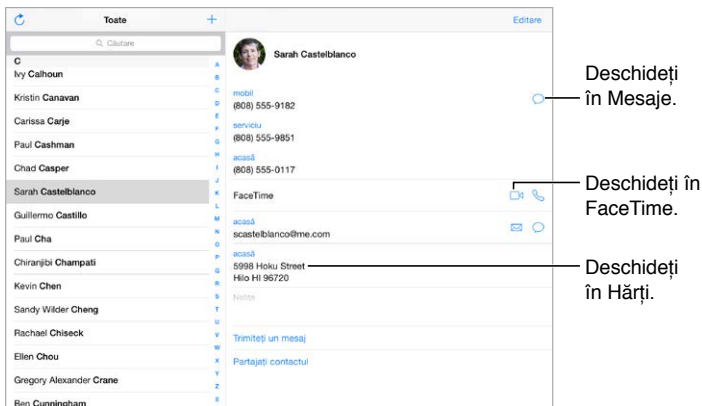 Toate
Căutare
C
Ivy Calhoun
Kristin Canavan
Carissa Carje
Paul Cashman
Chad Casper
Sarah Castelblanco
Guillermo Castillo
Paul Cha
Chiranjibi Champati
Kevin Chen
Sandy Wilder Cheng
Rachael Chiseck
Ellen Chou
Gregory Alexander Crane
Ben Cunningham
A
B
C
D
E
F
G
H
I
J
K
L
M
N
O
P
Q
R
S
T
U
V
W
X
Y
Z
#
Editare
Sarah Castelblanco
mobil
(808) 555-9182
serviciu
(808) 555-9851
acasă
(808) 555-0117
FaceTime
acasă
scastelblanco@me.com
acasă
5998 Hoku Street
Hilo HI 96720
Notițe
Trimiteți un mesaj
Partajați contactul
Deschideți
în Mesaje.
Deschideți în
FaceTime.
Deschideți
în Hărți.